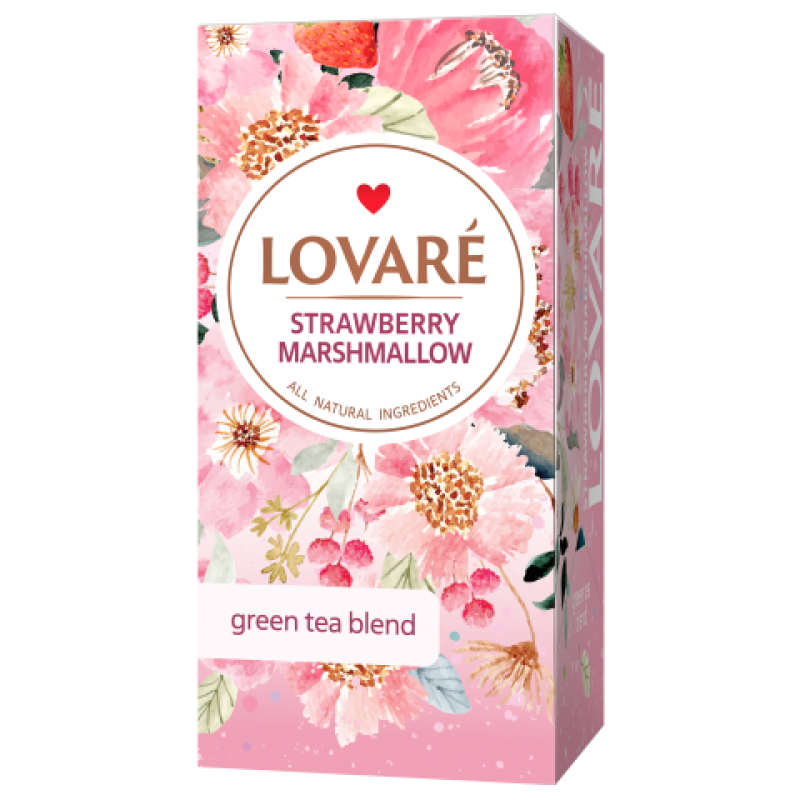 LOVARÉ
STRAWBERRY
MARSHMALLOW
ALL NATURAL INGREDIENTS
green tea blend
LOVARÉ